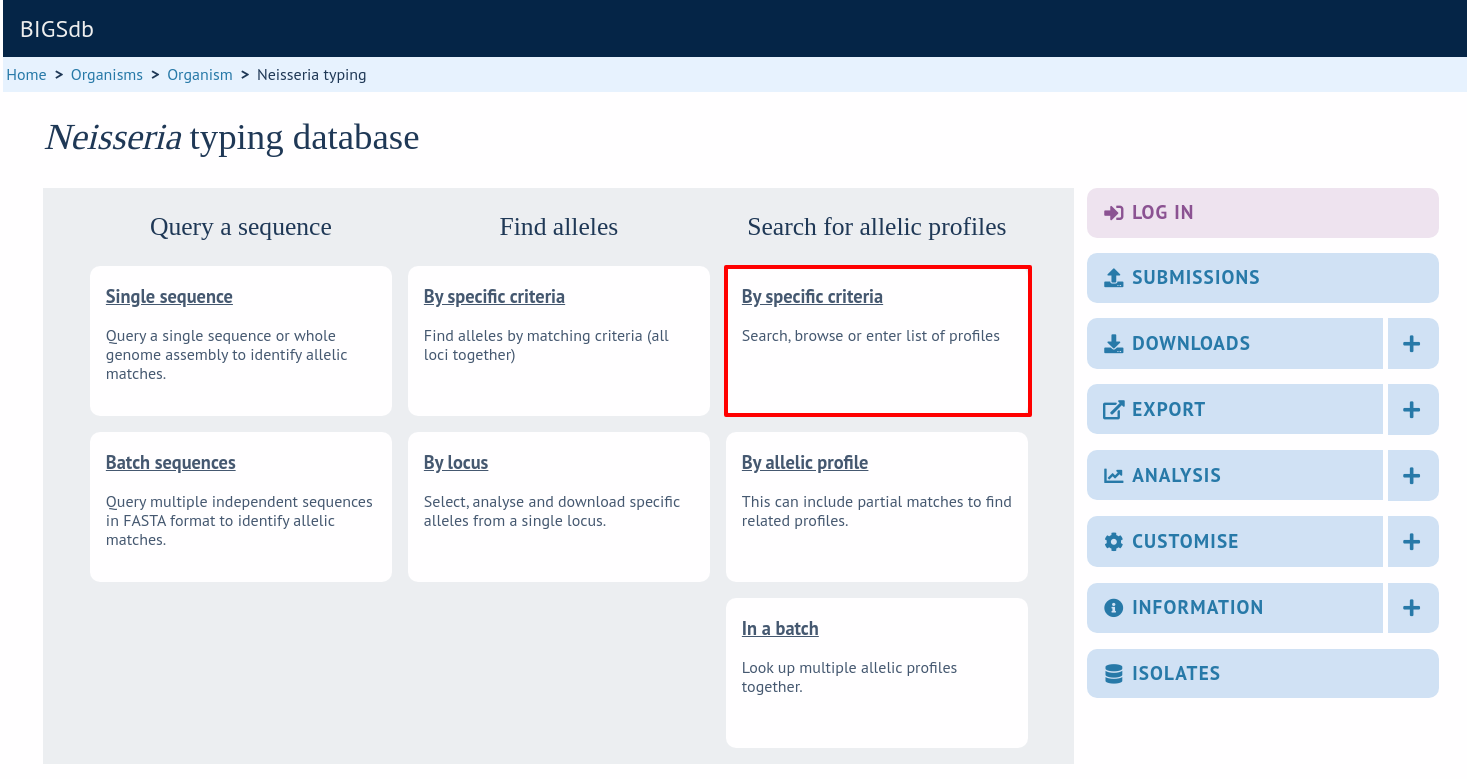 BIGSdb
Home > Organisms > Organism > Neisseria typing
Neisseria typing database
Query a sequence
Single sequence
Query a single sequence or whole
genome assembly to identify allelic
matches.
Batch sequences
Query multiple independent sequences
in FASTA format to identify allelic
matches.
Find alleles
By specific criteria
Find alleles by matching criteria (all
loci together)
By locus
Select, analyse and download specific
alleles from a single locus.
Search for allelic profiles
By specific criteria
Search, browse or enter list of profiles
By allelic profile
This can include partial matches to find
related profiles.
In a batch
Look up multiple allelic profiles
together.
LOG IN
SUBMISSIONS
DOWNLOADS +
EXPORT +
ANALYSIS +
CUSTOMISE +
INFORMATION +
ISOLATES